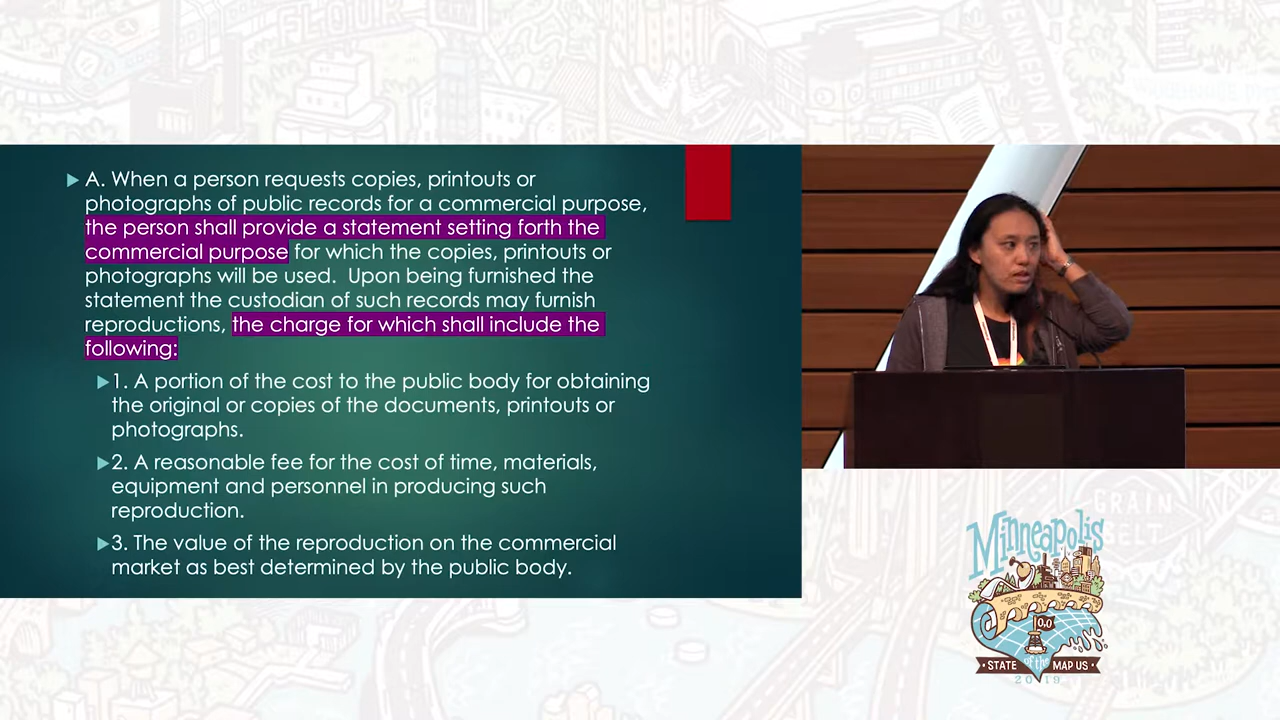 A. When a person requests copies, printouts or
photographs of public records for a commercial purpose,
the person shall provide a statement setting forth the
commercial purpose for which the copies, printouts or
photographs will be used. Upon being furnished the
statement the custodian of such records may furnish
reproductions, the charge for which shall include the
following:
1. A portion of the cost to the public body for obtaining
the original or copies of the documents, printouts or
photographs.
2. A reasonable fee for the cost of time, materials,
equipment and personnel in producing such
reproduction.
3. The value of the reproduction on the commercial
market as best determined by the public body.
FLOUR
HENNEPIN
GRAIN
BELT
Minneapolis
0,0
STATE of the MAP US
2019